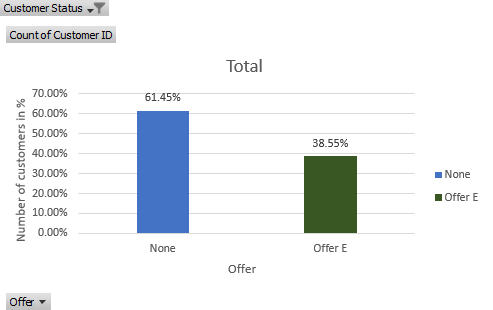 Customer Status
Count of Customer ID
Total
Number of customers in %
70.00%
60.00%
50.00%
40.00%
30.00%
20.00%
10.00%
0.00%
61.45%
38.55%
None
Offer E
Offer
None
Offer E
Offer